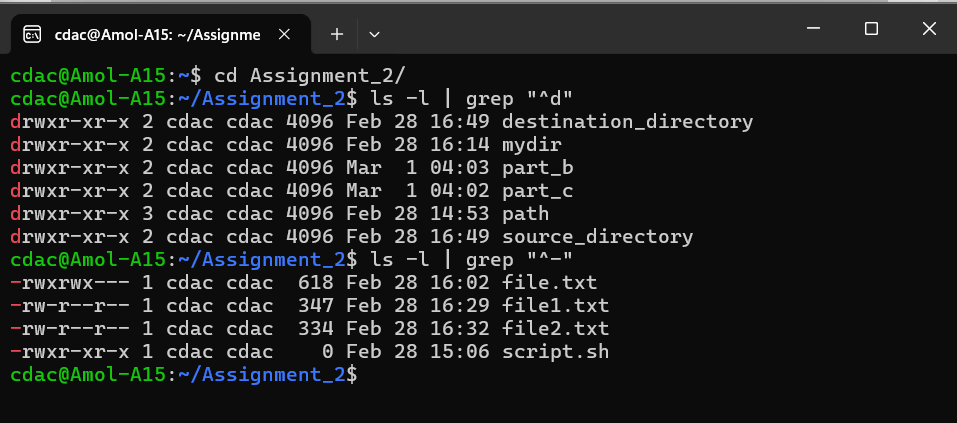 cdac@Amol-A15: ~/Assignme
cdac@Amol-A15:~$ cd Assignment_2/
cdac@Amol-A15:~/Assignment_2$ ls -l | grep "^d"
drwxr-xr-x 2 cdac cdac 4096 Feb 28 16:49 destination_directory
drwxr-xr-x 2 cdac cdac 4096 Feb 28 16:14 mydir
drwxr-xr-x 2 cdac cdac 4096 Mar  1 04:03 part_b
drwxr-xr-x 2 cdac cdac 4096 Mar  1 04:02 part_c
drwxr-xr-x 3 cdac cdac 4096 Feb 28 14:53 path
drwxr-xr-x 2 cdac cdac 4096 Feb 28 16:49 source_directory
cdac@Amol-A15:~/Assignment_2$ ls -l | grep "^-"
-rwxrwx--- 1 cdac cdac  618 Feb 28 16:02 file.txt
-rw-r--r-- 1 cdac cdac  347 Feb 28 16:29 file1.txt
-rw-r--r-- 1 cdac cdac  334 Feb 28 16:32 file2.txt
-rwxr-xr-x 1 cdac cdac    0 Feb 28 15:06 script.sh
cdac@Amol-A15:~/Assignment_2$